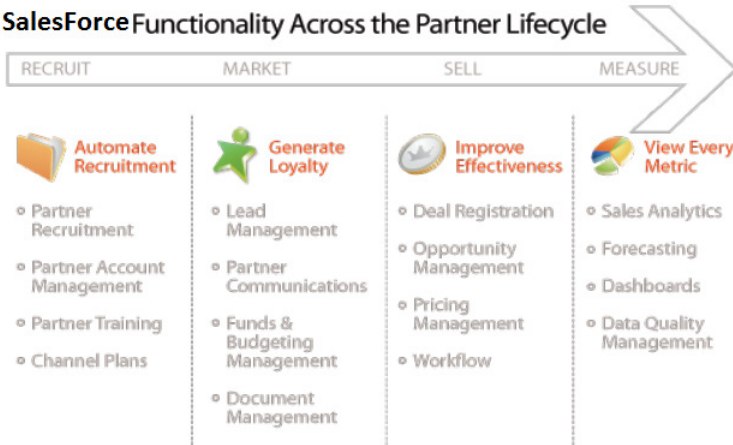 SalesForce Functionality Across the Partner Lifecycle
RECRUIT MARKET SELL MEASURE
Automate
Recruitment
Partner
Recruitment
Partner Account
Management
Partner Training
Channel Plans
Generate
Loyalty
Lead
Management
Partner
Communications
Funds &
Budgeting
Management
Document
Management
Improve
Effectiveness
Deal Registration
Opportunity
Management
Pricing
Management
Workflow
View Every
Metric
Sales Analytics
Forecasting
Dashboards
Data Quality
Management